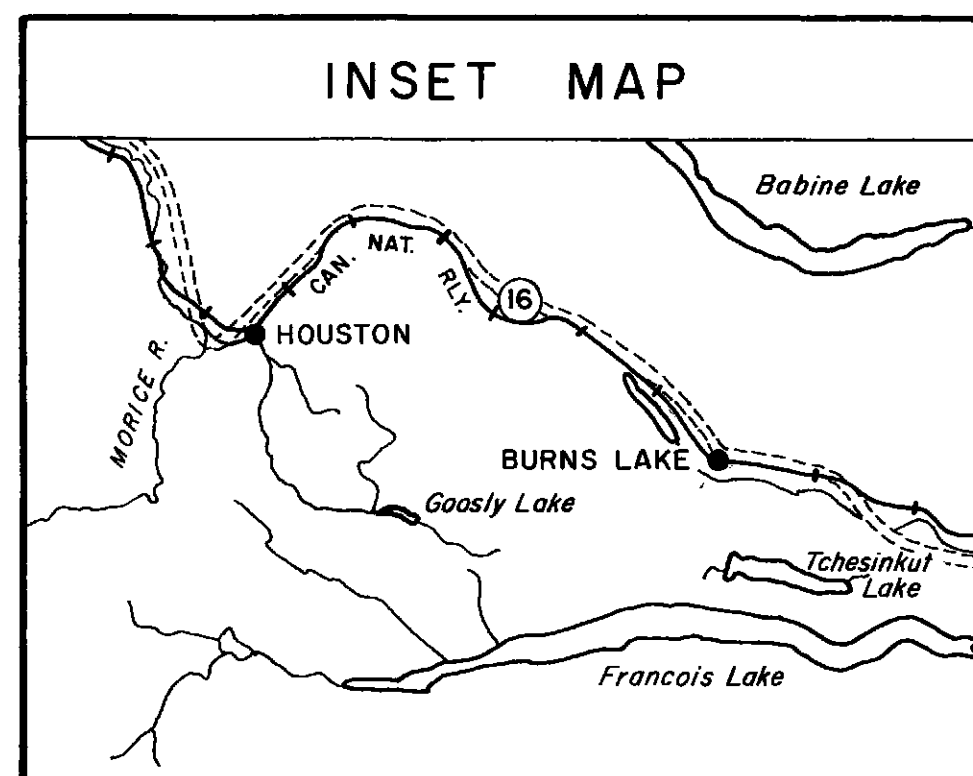 INSET MAP
Babine Lake
CAN. NAT. RLY.
16
HOUSTON
MORICE R.
BURNS LAKE
Goosly Lake
Tchesinkut
Lake
Francois Lake